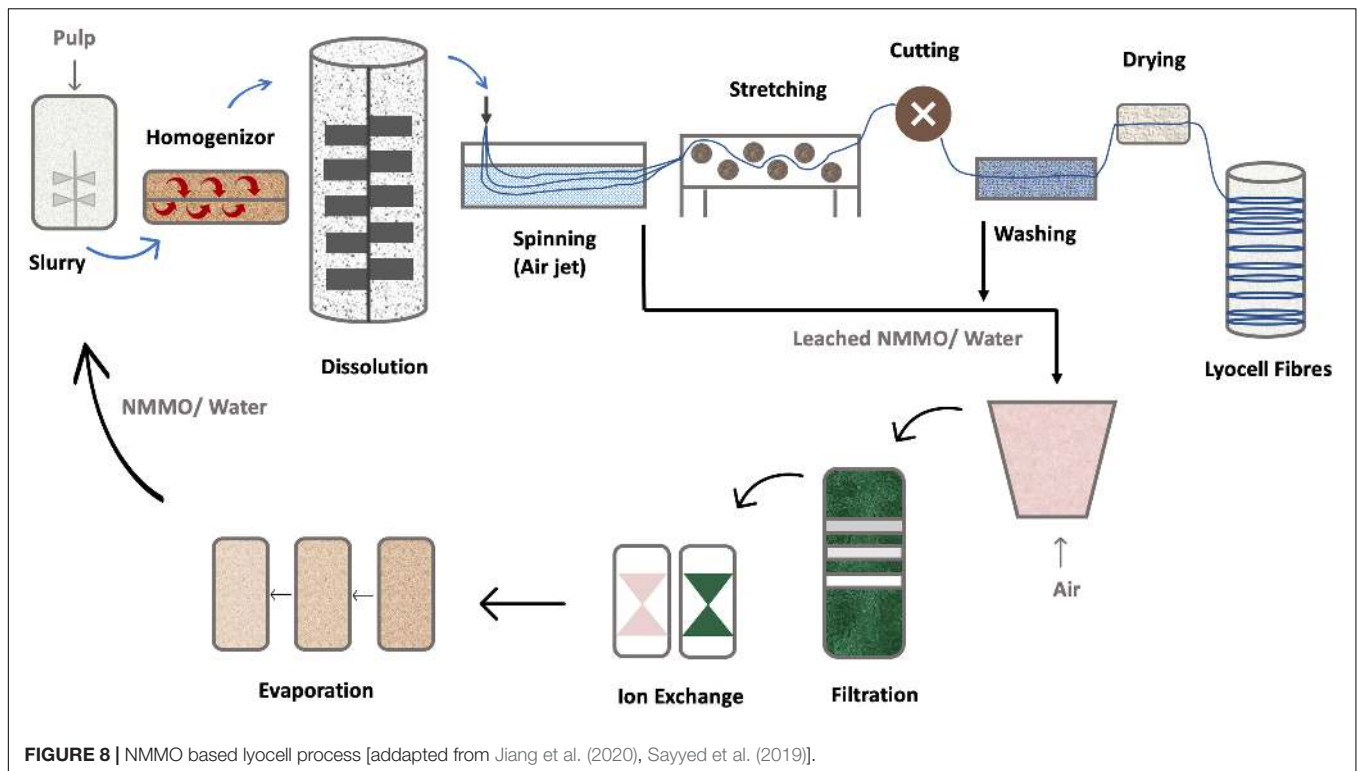 Pulp
Slurry
Homogenizor
Dissolution
Spinning
(Air jet)
Stretching
Cutting
Washing
Drying
Lyocell Fibres
Leached NMMO/ Water
NMMO/ Water
Air
Filtration
Ion Exchange
Evaporation
FIGURE 8 | NMMO based lyocell process [addapted from Jiang et al. (2020), Sayyed et al. (2019)].